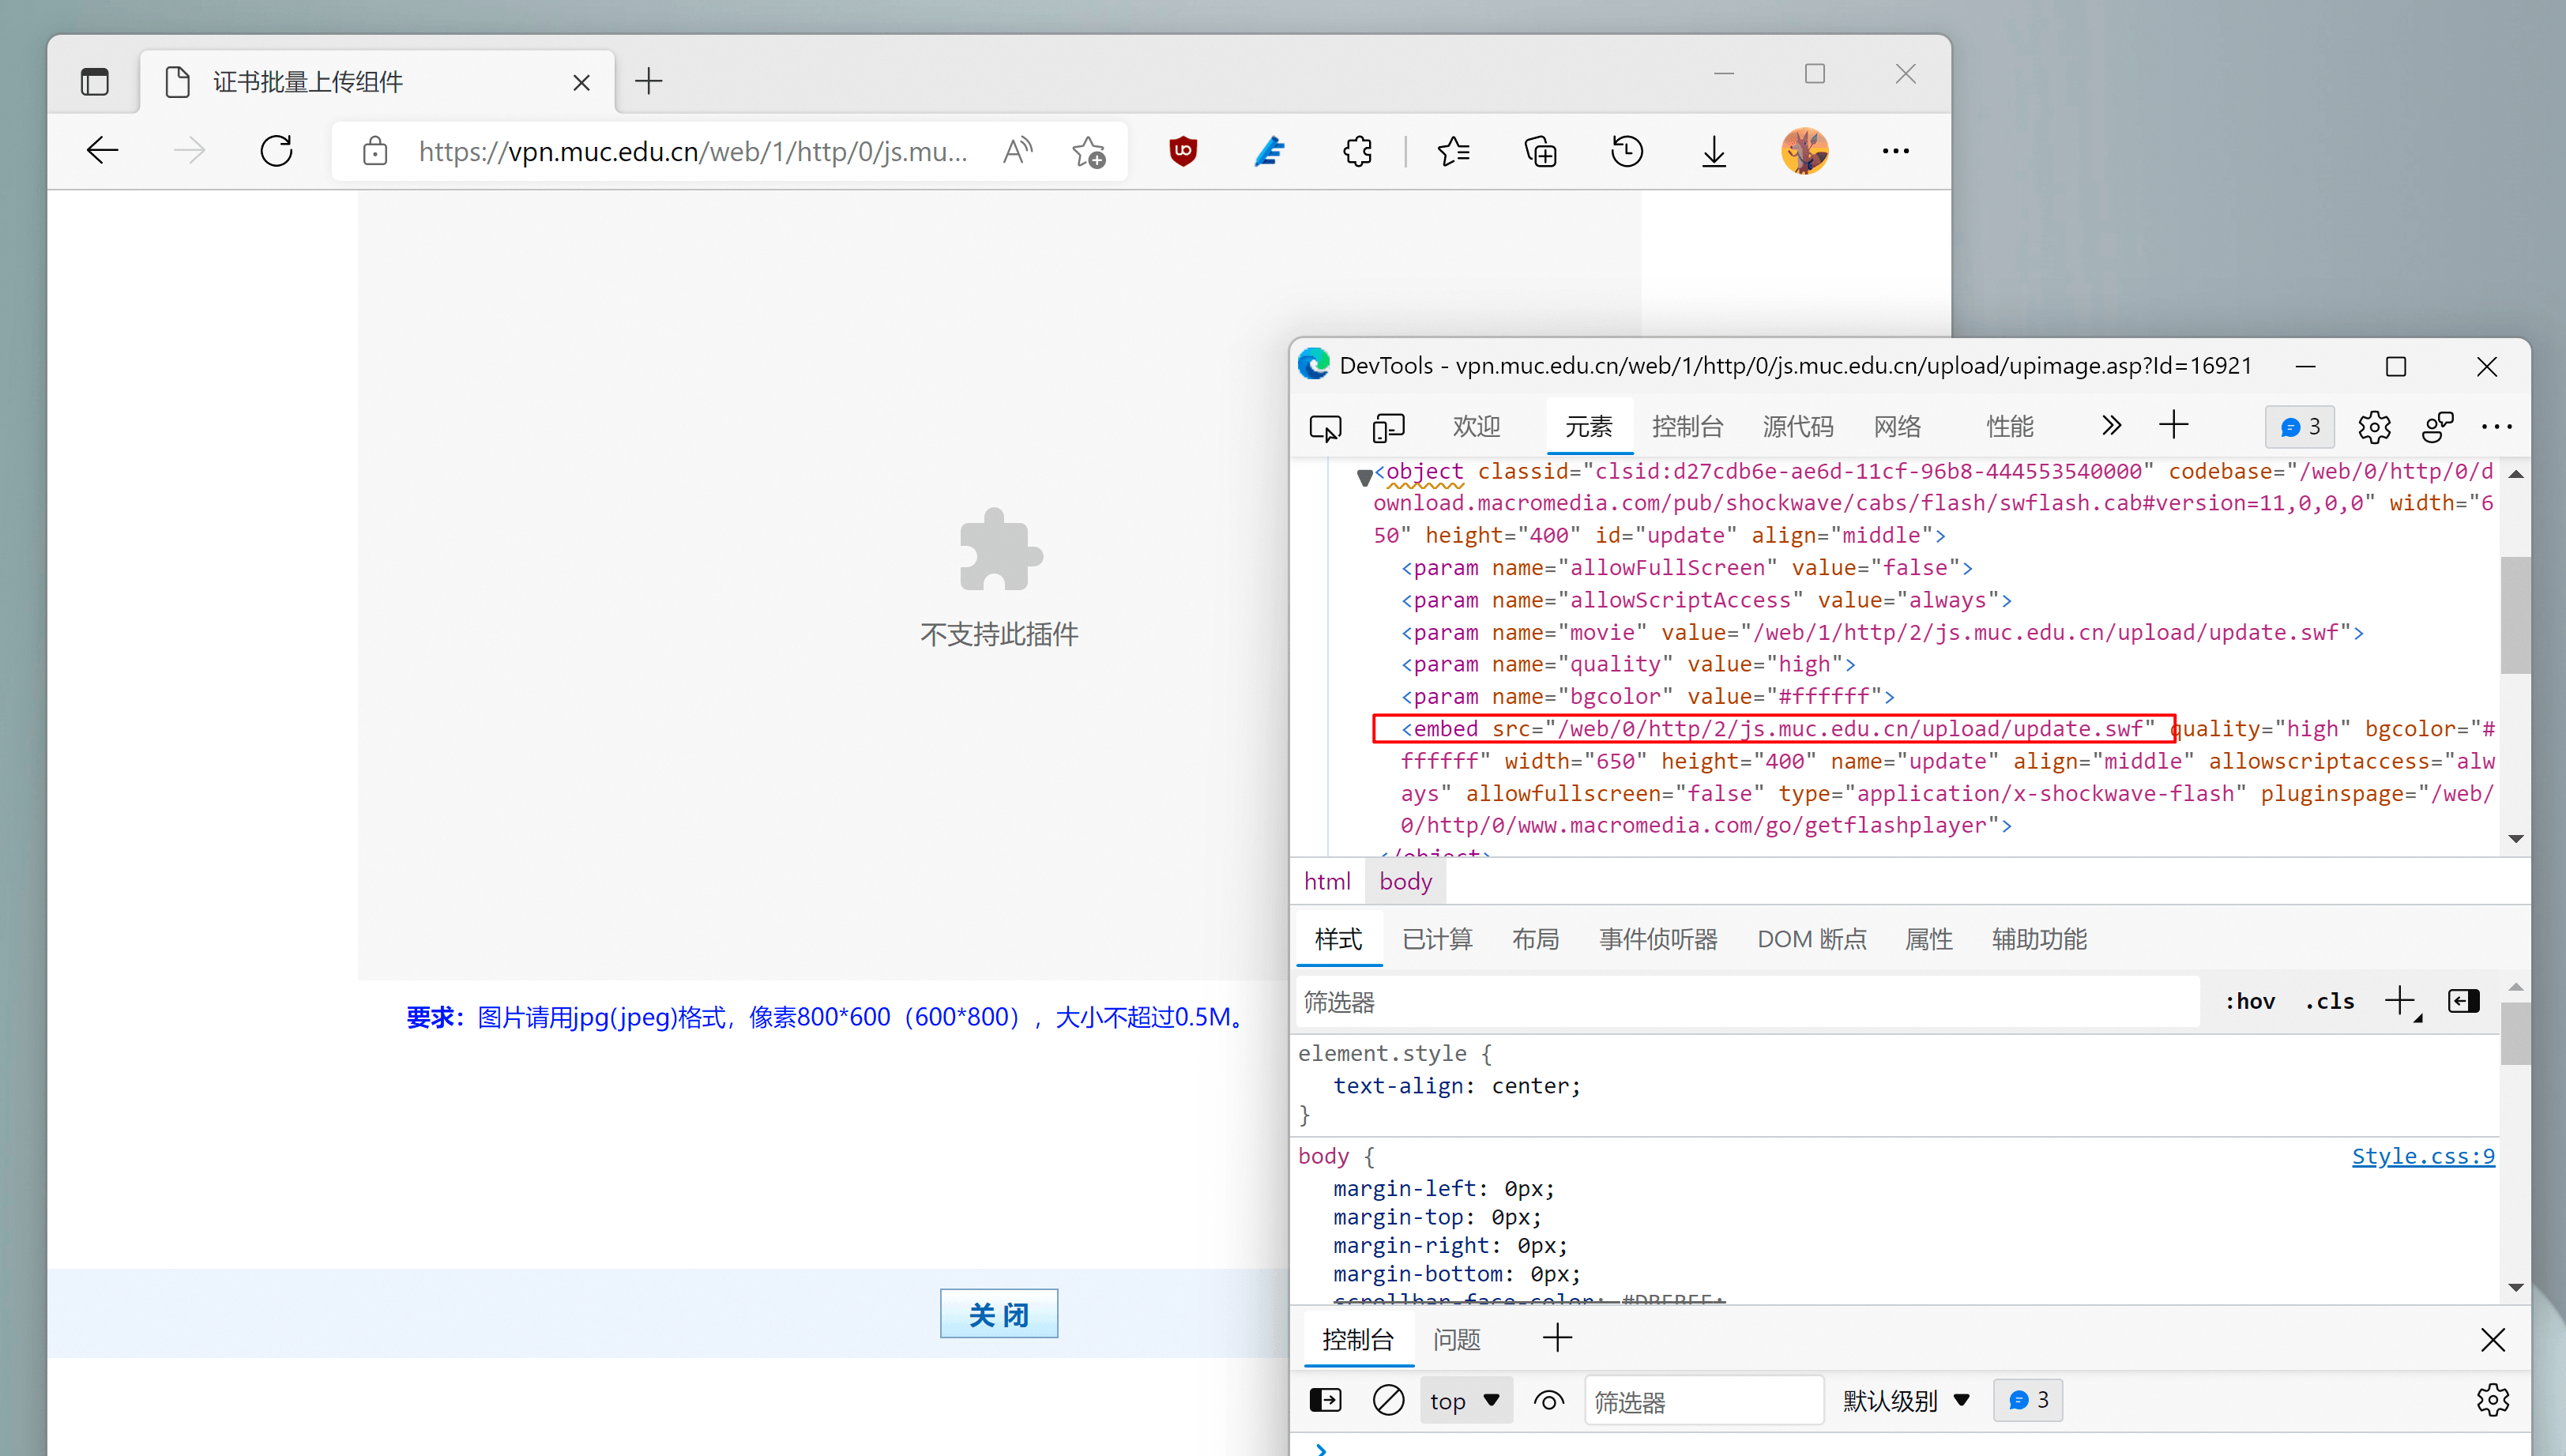 证书批量上传组件
https://vpn.muc.edu.cn/web/1/http/0/js.mu...
不支持此插件
要求：图片请用jpg(jpeg)格式，像素800*600（600*800），大小不超过0.5M。
关 闭
DevTools - vpn.muc.edu.cn/web/1/http/0/js.muc.edu.cn/upload/upimage.asp?Id=16921
欢迎 元素 控制台 源代码 网络 性能 3
<object classid="clsid:d27cdb6e-ae6d-11cf-96b8-444553540000" codebase="/web/0/http/0/d
ownload.macromedia.com/pub/shockwave/cabs/flash/swflash.cab#version=11,0,0,0" width="6
50" height="400" id="update" align="middle">
<param name="allowFullScreen" value="false">
<param name="allowScriptAccess" value="always">
<param name="movie" value="/web/1/http/2/js.muc.edu.cn/upload/update.swf">
<param name="quality" value="high">
<param name="bgcolor" value="#ffffff">
<embed src="/web/0/http/2/js.muc.edu.cn/upload/update.swf" quality="high" bgcolor="#
ffffff" width="650" height="400" name="update" align="middle" allowscriptaccess="alw
ays" allowfullscreen="false" type="application/x-shockwave-flash" pluginspage="/web/
0/http/0/www.macromedia.com/go/getflashplayer">
</object>
html body
样式 已计算 布局 事件侦听器 DOM 断点 属性 辅助功能
筛选器 :hov .cls
element.style {
text-align: center;
}
body { Style.css:9
margin-left: 0px;
margin-top: 0px;
margin-right: 0px;
margin-bottom: 0px;
scrollbar-face-color: #DBEBFE;
控制台 问题
top 筛选器 默认级别 3